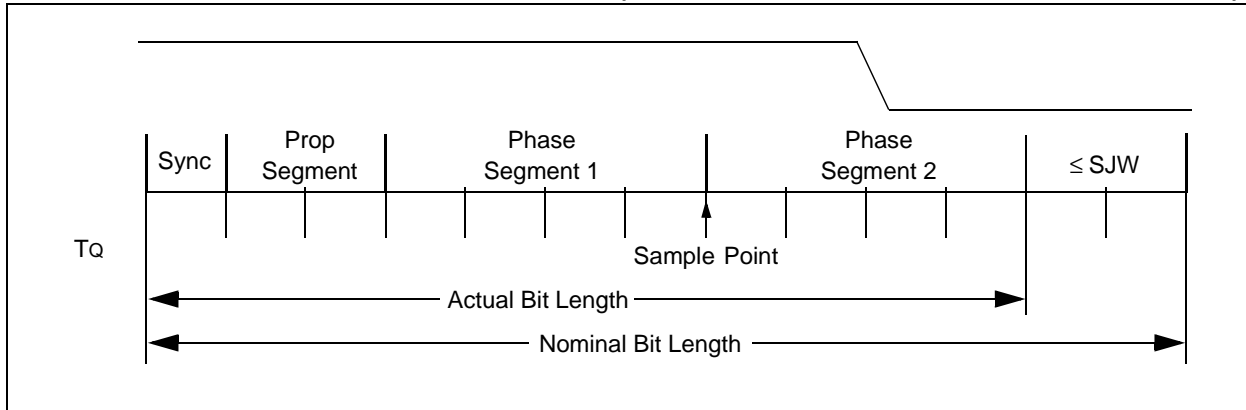 Sync
Prop
Segment
Phase
Segment 1
Phase
Segment 2
≤ SJW
TQ
Sample Point
Actual Bit Length
Nominal Bit Length